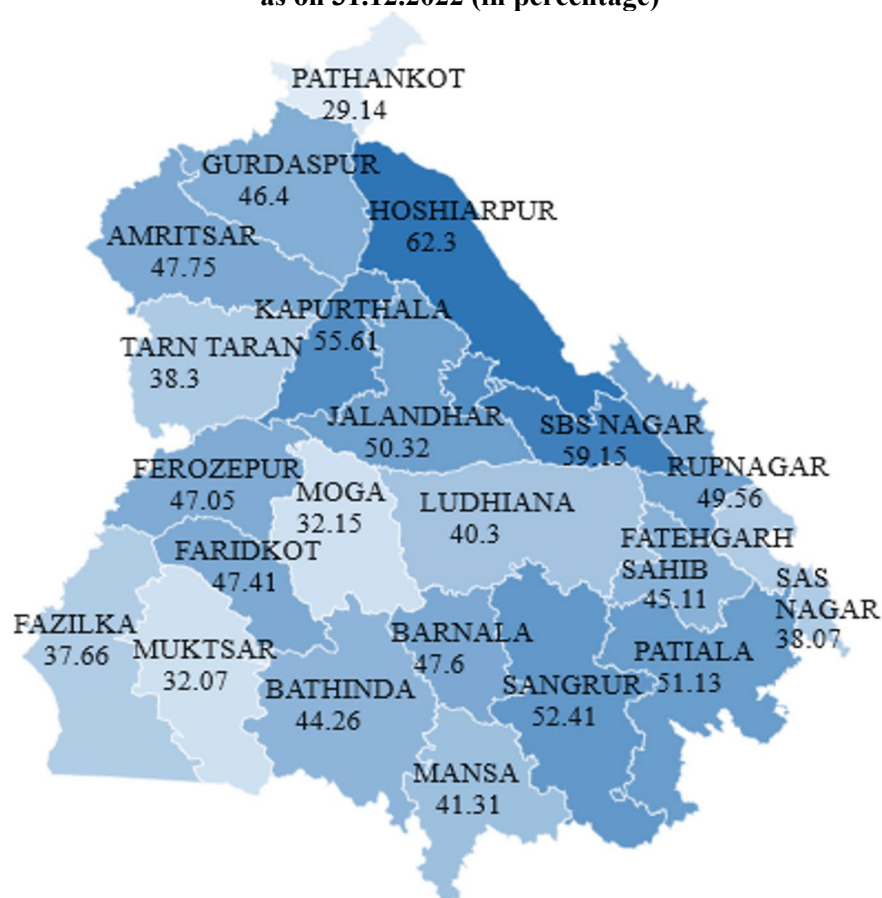 as on 31.12.2022 (in percentage)
PATHANKOT
29.14
GURDASPUR
46.4
HOSHIARPUR
62.3
AMRITSAR
47.75
KAPURTHALA
55.61
TARN TARAN
38.3
JALANDHAR
50.32
SBS NAGAR
59.15
RUPNAGAR
49.56
FEROZEPUR
47.05
MOGA
32.15
LUDHIANA
40.3
FATEHGARH
SAHIB
45.11
FARIDKOT
47.41
SAS
NAGAR
38.07
FAZILKA
37.66
MUKTSAR
32.07
BARNALA
47.6
PATIALA
51.13
BATHINDA
44.26
SANGRUR
52.41
MANSA
41.31